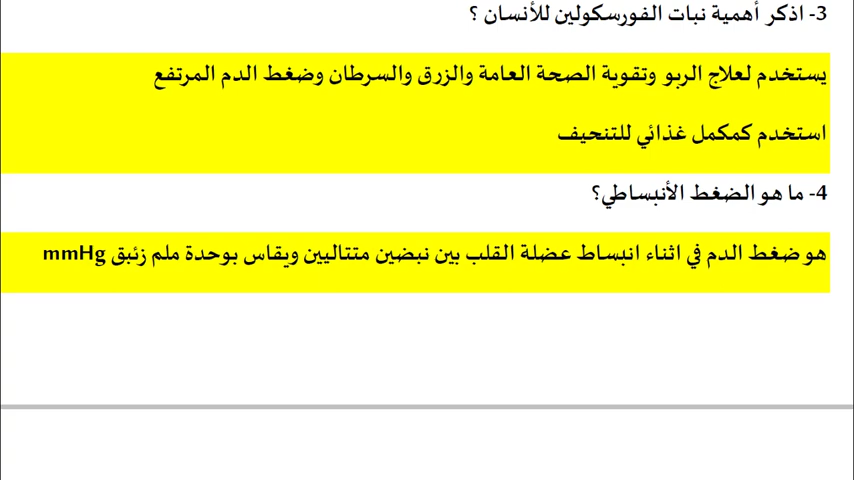 3- اذكر أهمية نبات الفورسكولين للأنسان ؟
يستخدم لعلاج الربو وتقوية الصحة العامة والزرق والسرطان وضغط الدم المرتفع
استخدم كمكمل غذائي للتنحيف
4- ما هو الضغط الأنبساطي؟
هو ضغط الدم في اثناء انبساط عضلة القلب بين نبضين متتاليين ويقاس بوحدة ملم زئبق mmHg